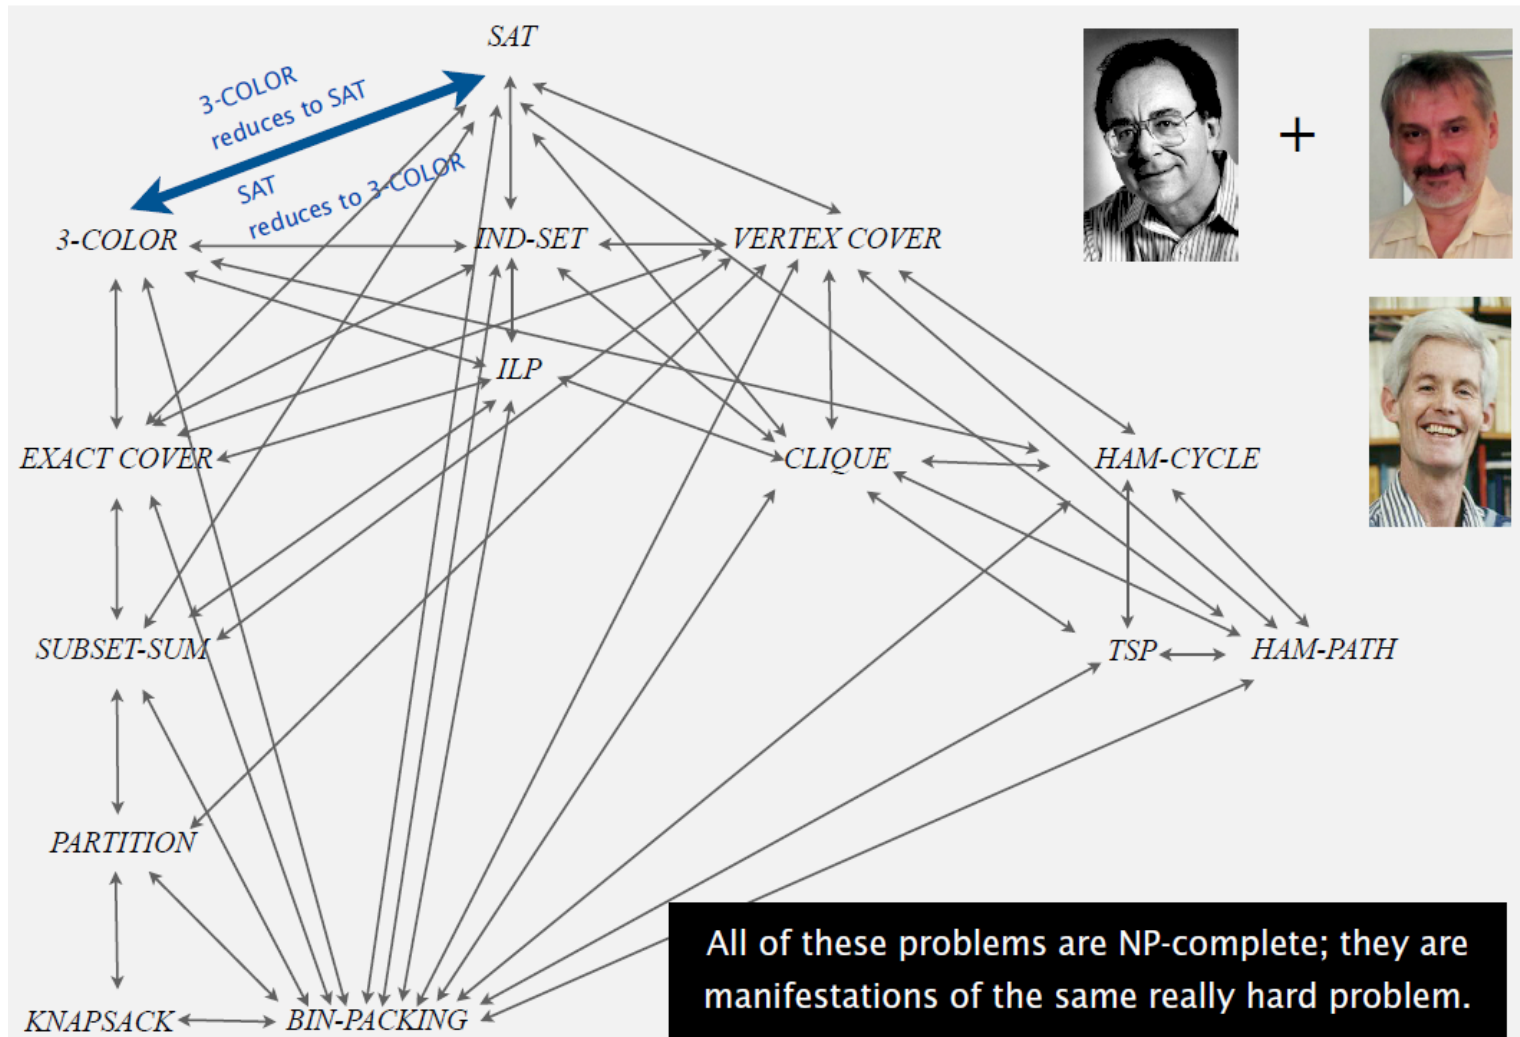 SAT
3-COLOR
reduces to SAT
SAT
reduces to 3-COLOR
+
3-COLOR
IND-SET
VERTEX COVER
ILP
EXACT COVER
CLIQUE
HAM-CYCLE
SUBSET-SUM
TSP
HAM-PATH
PARTITION
All of these problems are NP-complete; they are
manifestations of the same really hard problem.
KNAPSACK
BIN-PACKING